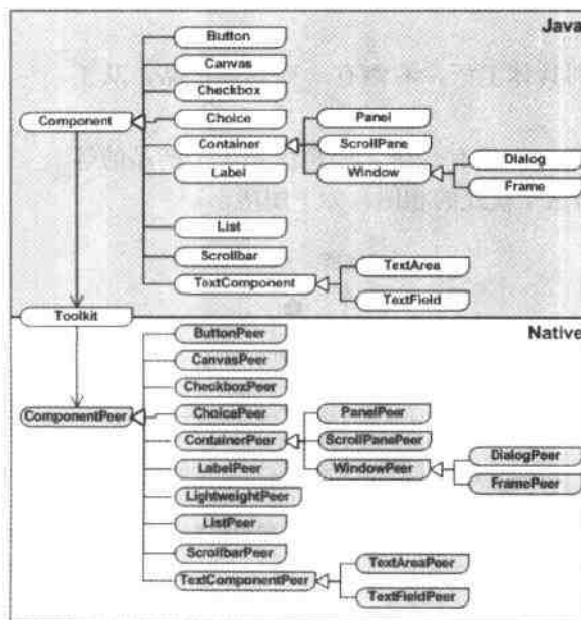 Java
Button
Canvas
Checkbox
Component
Choice
Panel
Container
ScrollPane
Label
Window
Dialog
Frame
List
Scrollbar
TextComponent
TextArea
TextField
Toolkit
Native
ButtonPeer
CanvasPeer
CheckboxPeer
ComponentPeer
ChoicePeer
PanelPeer
ContainerPeer
ScrollPanePeer
LabelPeer
WindowPeer
DialogPeer
LightweightPeer
FramePeer
ListPeer
ScrollbarPeer
TextComponentPeer
TextAreaPeer
TextFieldPeer